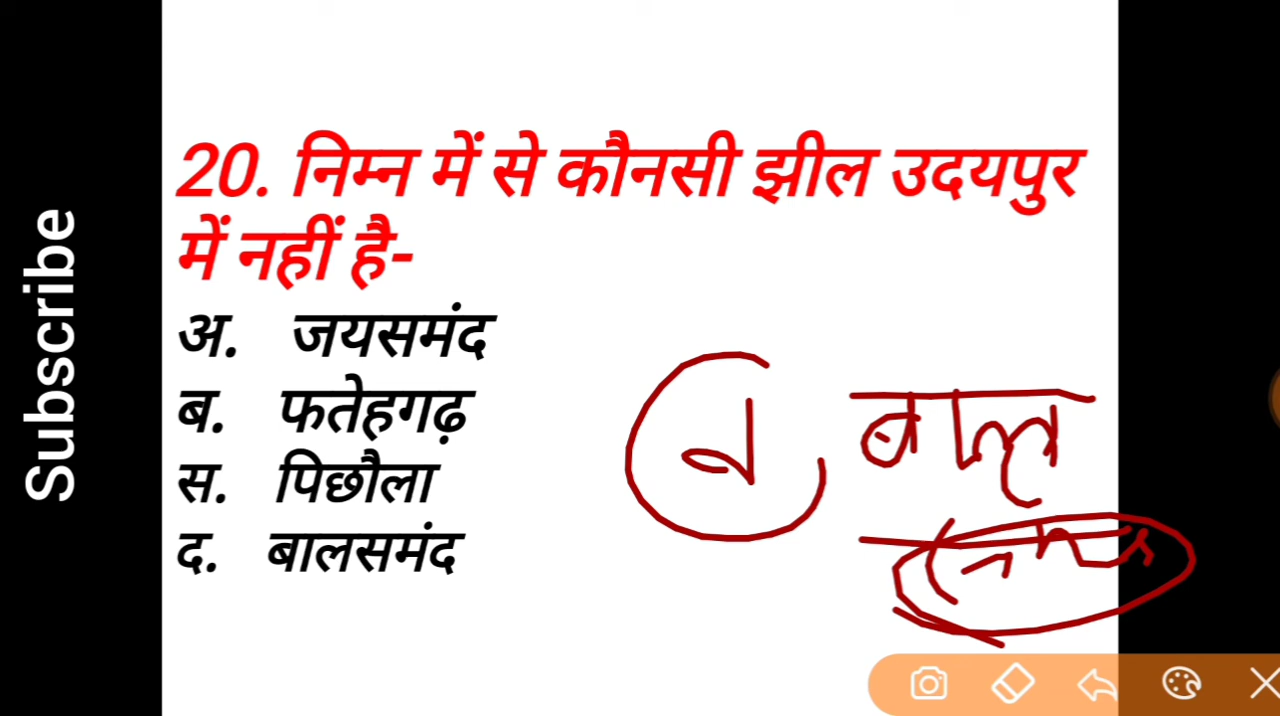 Subscribe
20. निम्न में से कौनसी झील उदयपुर
में नहीं है-
अ. जयसमंद
ब. फतेहगढ़
स. पिछौला
द. बालसमंद
बाल